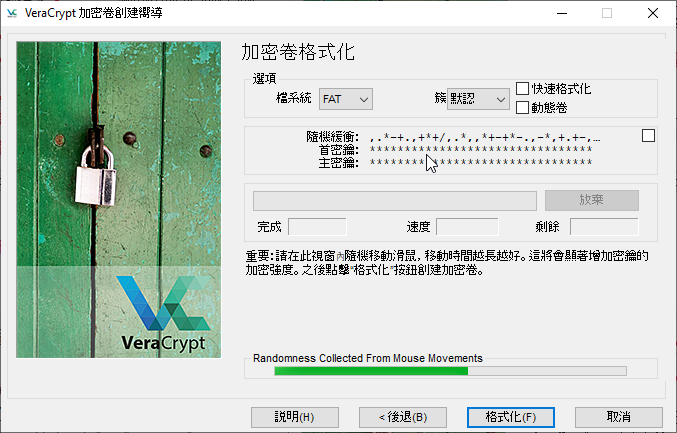 VeraCrypt 加密卷創建嚮導
加密卷格式化
選項
檔系統 FAT 簇 默認 快速格式化
動態卷
隨機緩衝: ,.*-+.,+*+/,.*,,*+-+*-.,-*,+.+-,…
首密鑰: ********************************
主密鑰: ********************************
放棄
完成 速度 剩餘
重要:請在此視窗內隨機移動滑鼠，移動時間越長越好。這將會顯著增加密鑰的
加密強度。之後點擊"格式化"按鈕創建加密卷。
VeraCrypt
Randomness Collected From Mouse Movements
説明(H) < 後退(B) 格式化(F) 取消